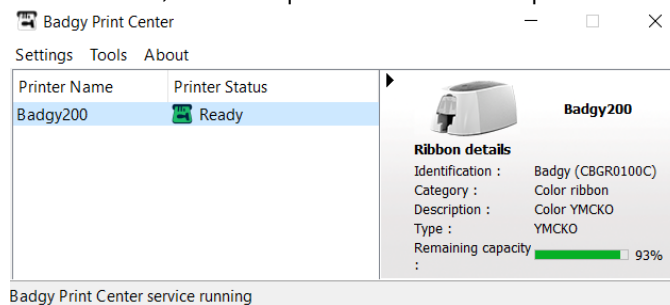 Badgy Print Center
Settings Tools About
Printer Name Printer Status
Badgy200 Ready
Badgy200
Ribbon details
Identification : Badgy (CBGR0100C)
Category : Color ribbon
Description : Color YMCKO
Type : YMCKO
Remaining capacity : 93%
Badgy Print Center service running